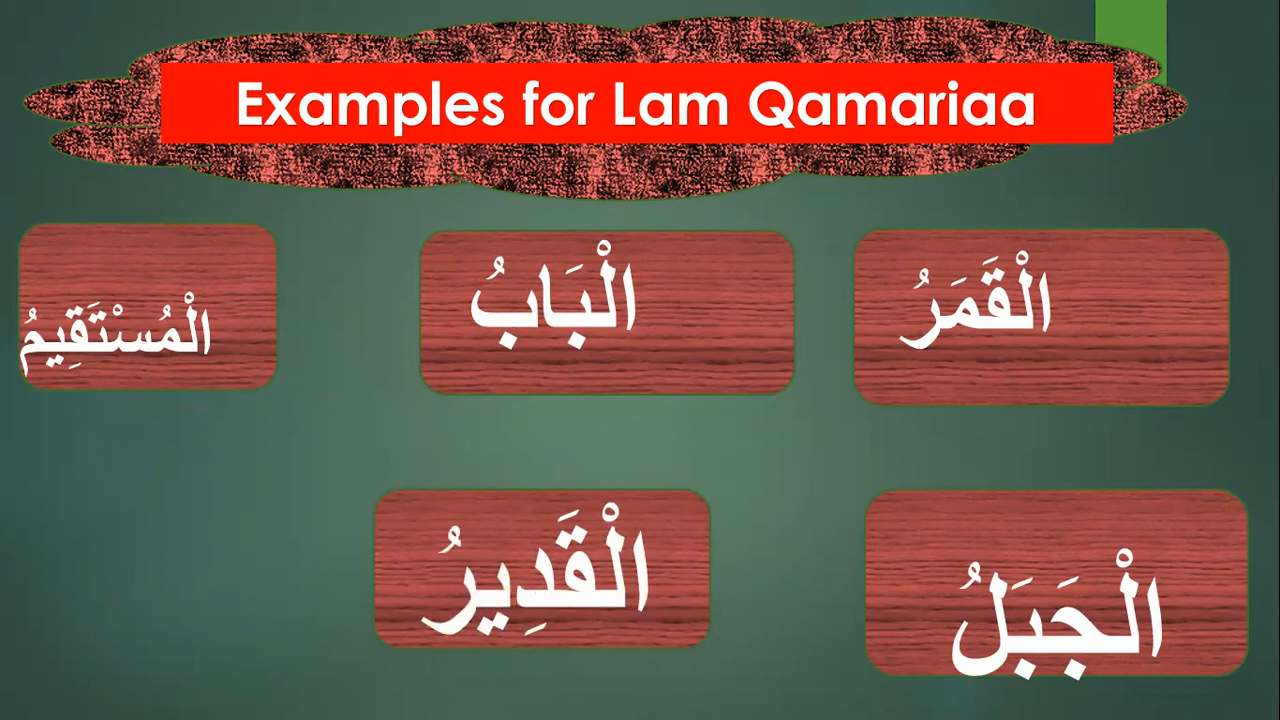 Examples for Lam Qamariaa
الْقَمَرُ
الْبَابُ
الْمُسْتَقِيمُ
الْجَبَلُ
الْقَدِيرُ